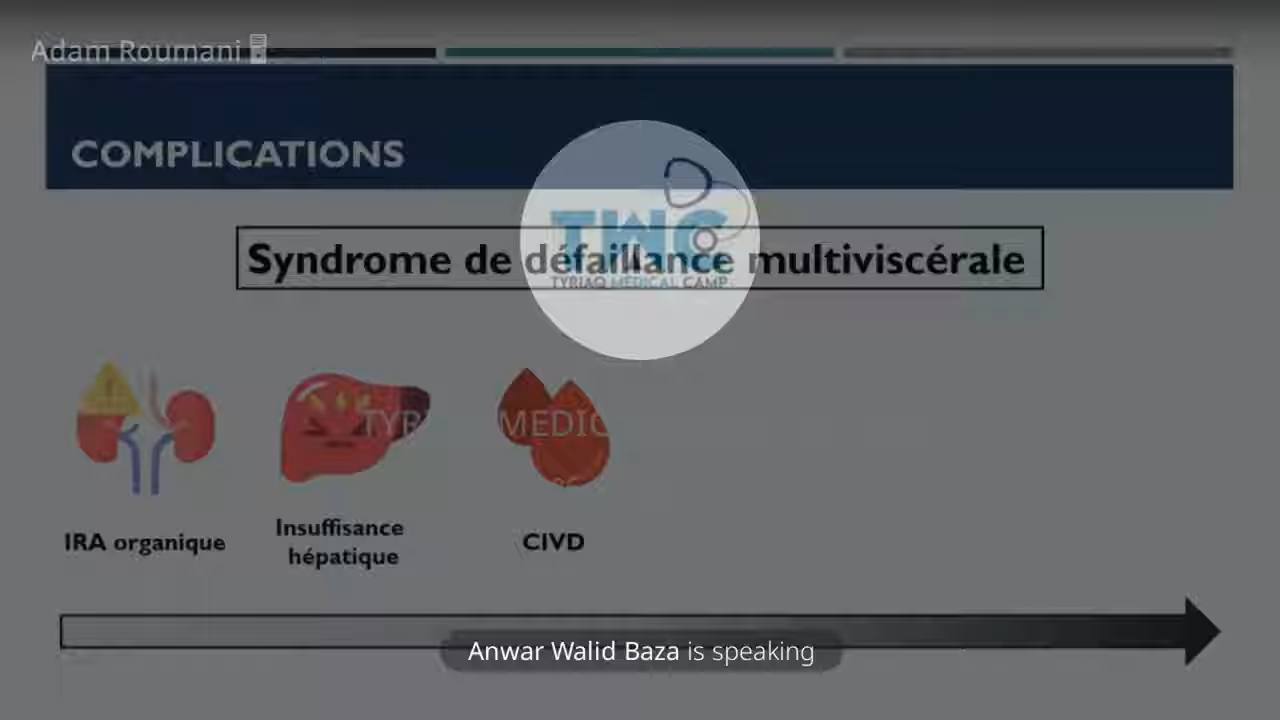 Adam Roumani
COMPLICATIONS
TWC
TYRIAQ MEDICAL CAMP
Syndrome de défaillance multiviscérale
IRA organique
Insuffisance
hépatique
CIVD
Anwar Walid Baza is speaking